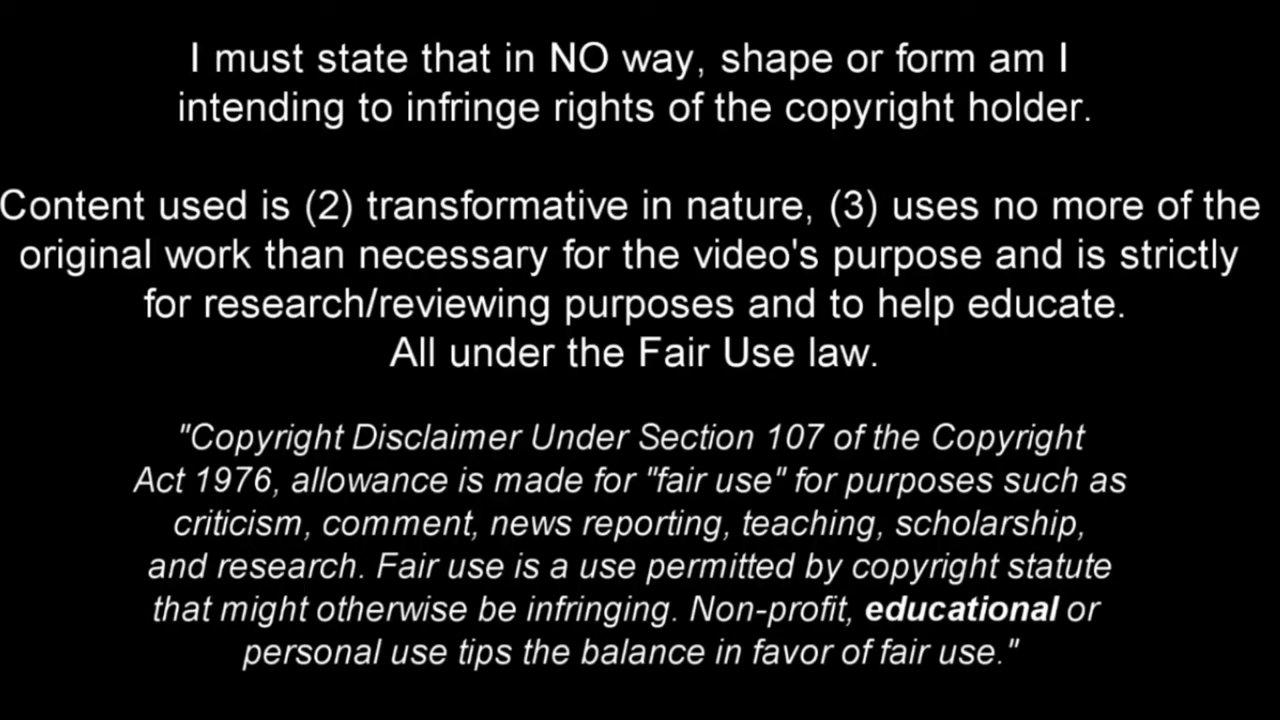 I must state that in NO way, shape or form am I
intending to infringe rights of the copyright holder.
Content used is (2) transformative in nature, (3) uses no more of the
original work than necessary for the video's purpose and is strictly
for research/reviewing purposes and to help educate.
All under the Fair Use law.
"Copyright Disclaimer Under Section 107 of the Copyright
Act 1976, allowance is made for "fair use" for purposes such as
criticism, comment, news reporting, teaching, scholarship,
and research. Fair use is a use permitted by copyright statute
that might otherwise be infringing. Non-profit, educational or
personal use tips the balance in favor of fair use."